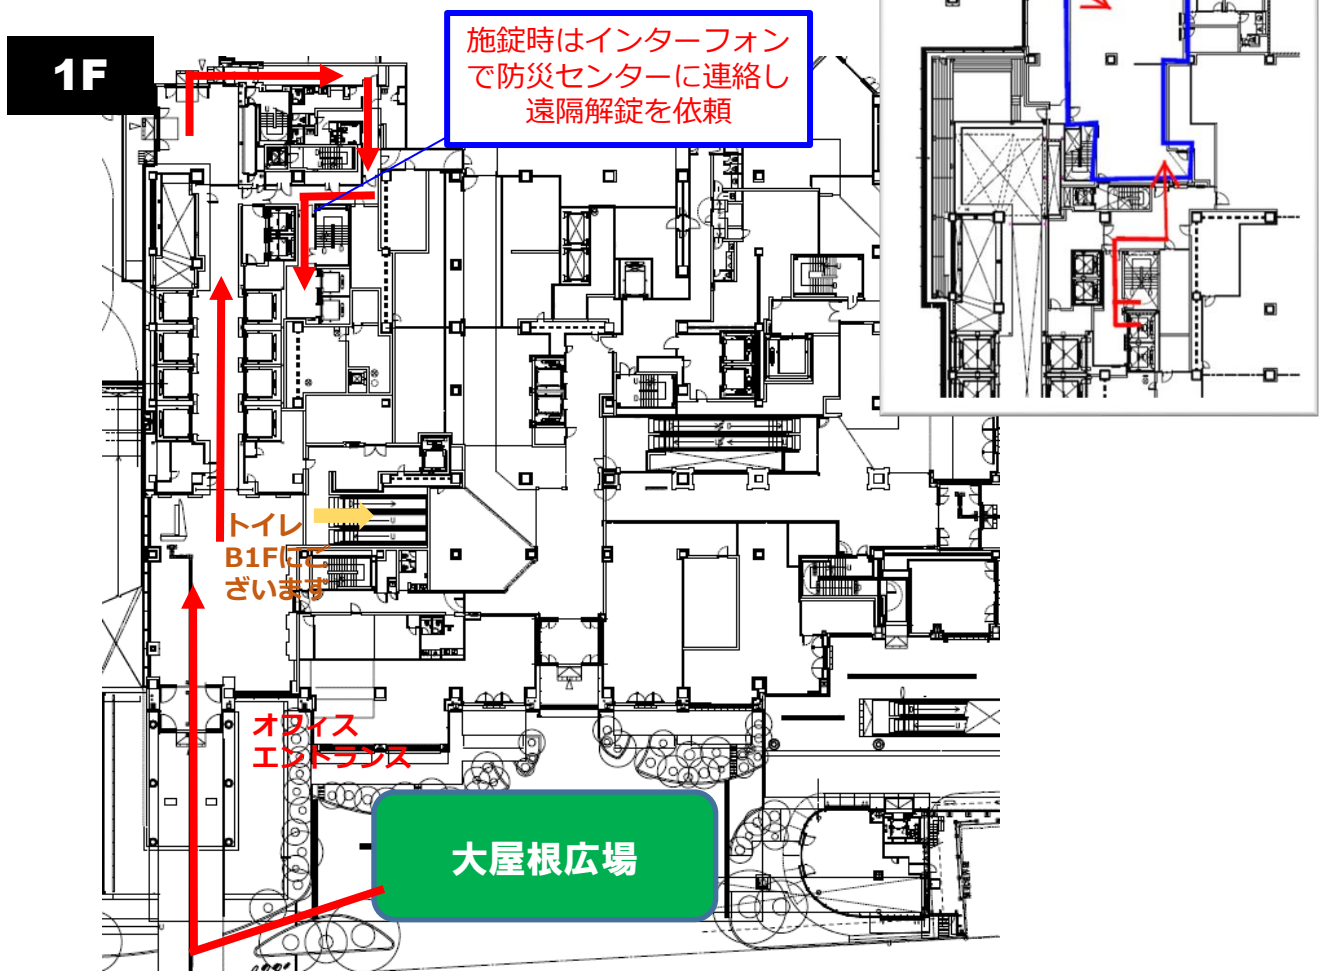 1F
施錠時はインターフォン
で防災センターに連絡し
遠隔解錠を依頼
トイレ
B1Fにご
ざいます
オフィス
エントランス
大屋根広場